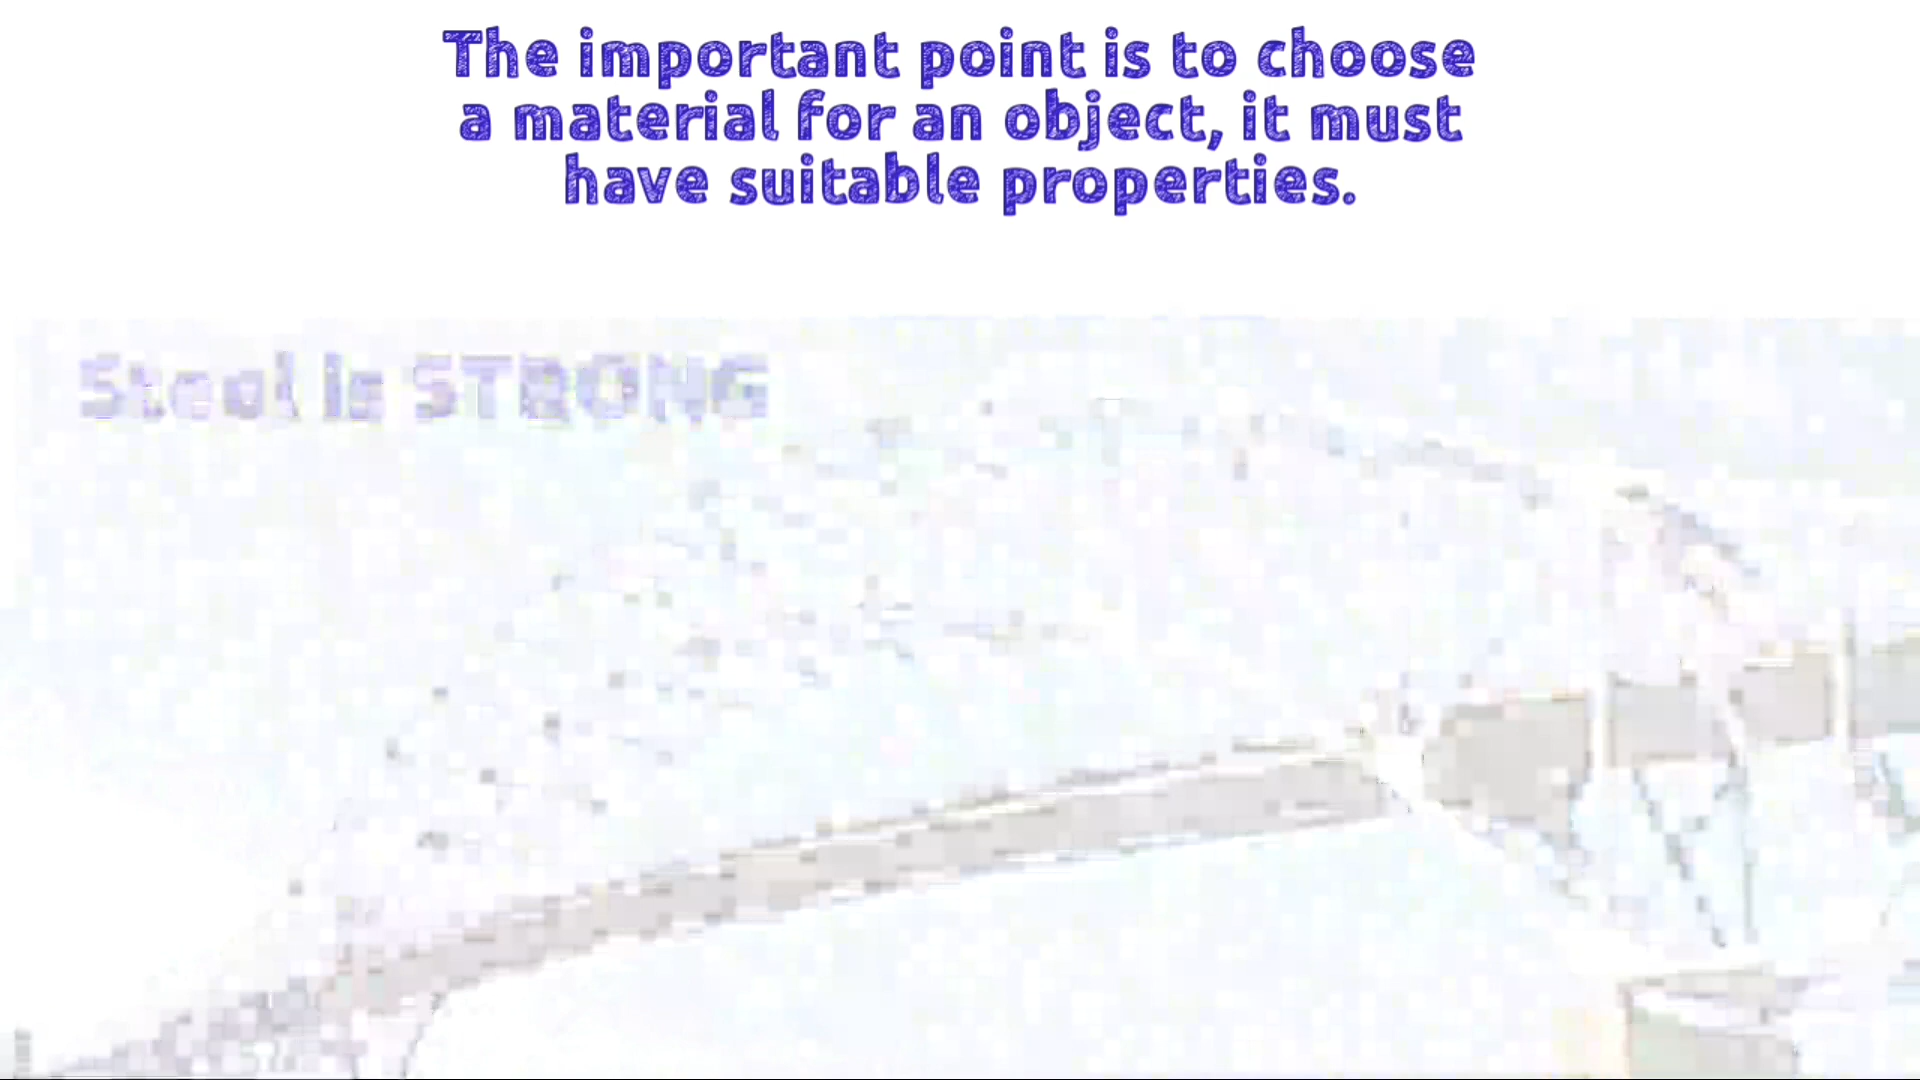 The important point is to choose
a material for an object, it must
have suitable properties.
Steel is STRONG